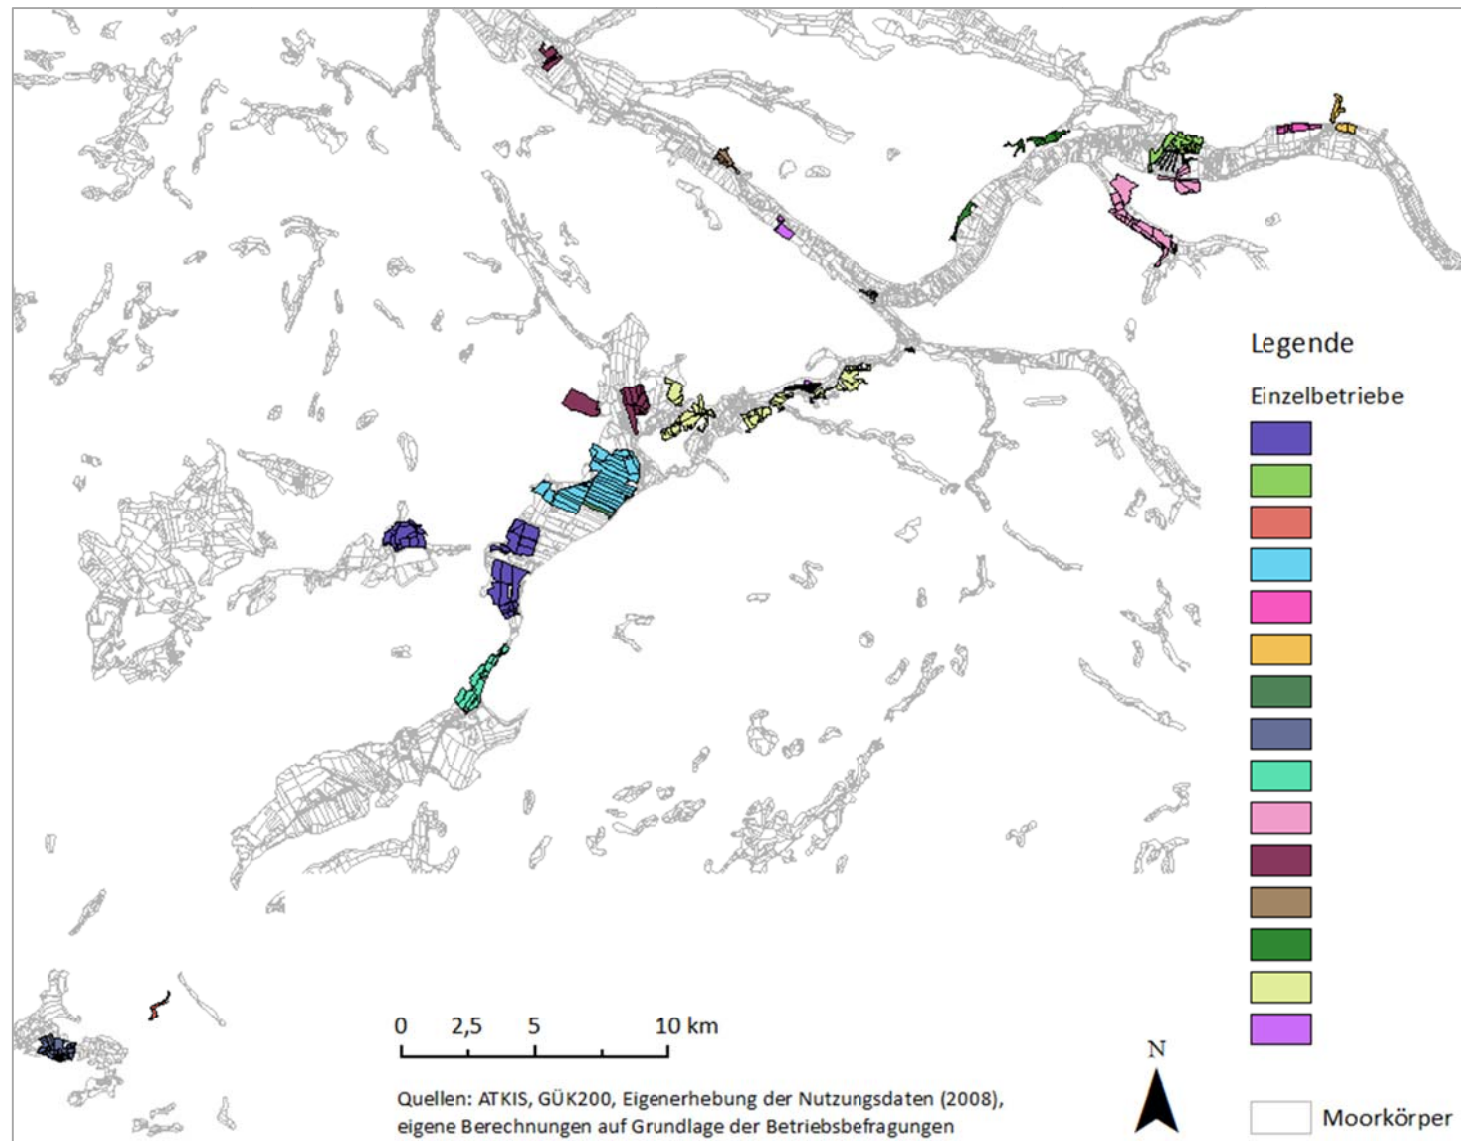 Legende
Einzelbetriebe
0 2,5 5 10 km
N
Quellen: ATKIS, GÜK200, Eigenerhebung der Nutzungsdaten (2008),
eigene Berechnungen auf Grundlage der Betriebsbefragungen
Moorkörper